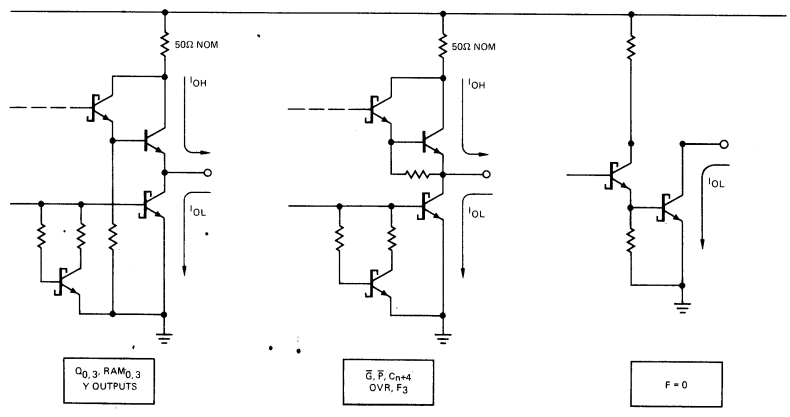 50Ω NOM
50Ω NOM
IOH
IOH
IOL
IOL
IOL
Q0, 3, RAM0, 3
Y OUTPUTS
G̅, P̅, Cn+4
OVR, F3
F = 0